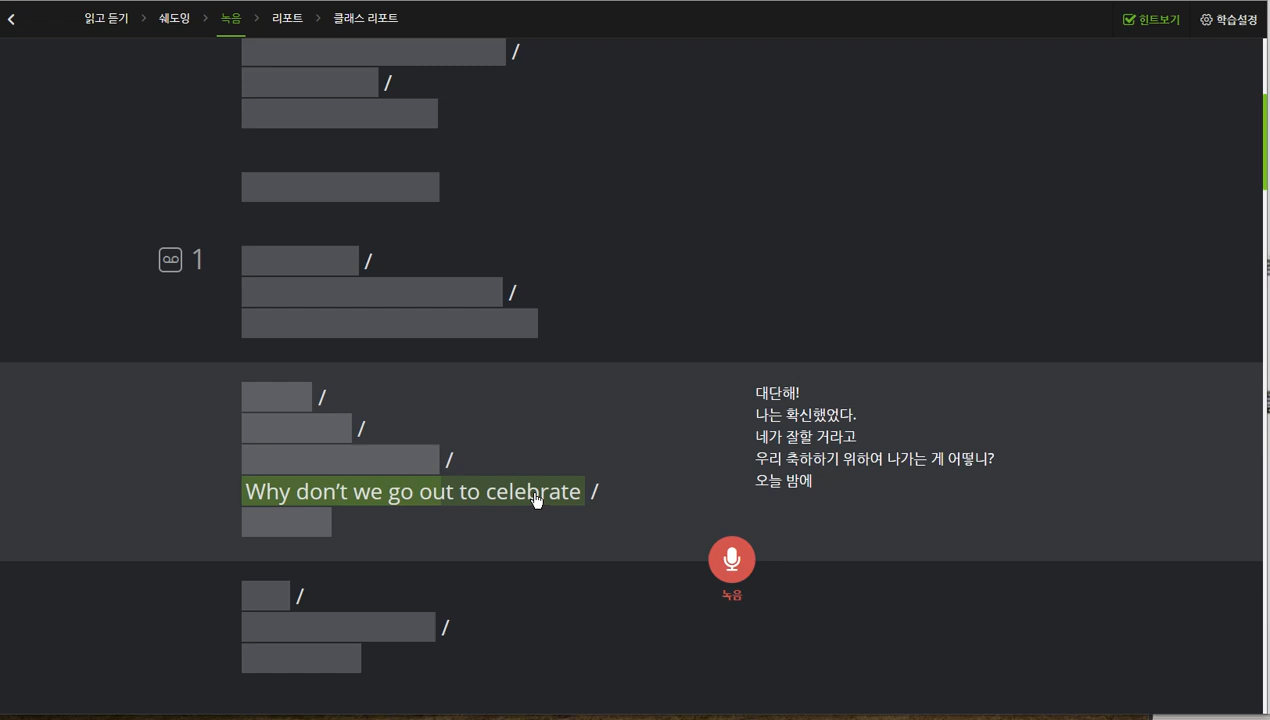 읽고 듣기 > 쉐도잉 > 녹음 > 리포트 > 클래스 리포트
힌트보기
학습설정
/
/
1
/
/
/
/
/
Why don't we go out to celebrate /
대단해!
나는 확신했었다.
네가 잘할 거라고
우리 축하하기 위하여 나가는 게 어떻니?
오늘 밤에
녹음
/
/